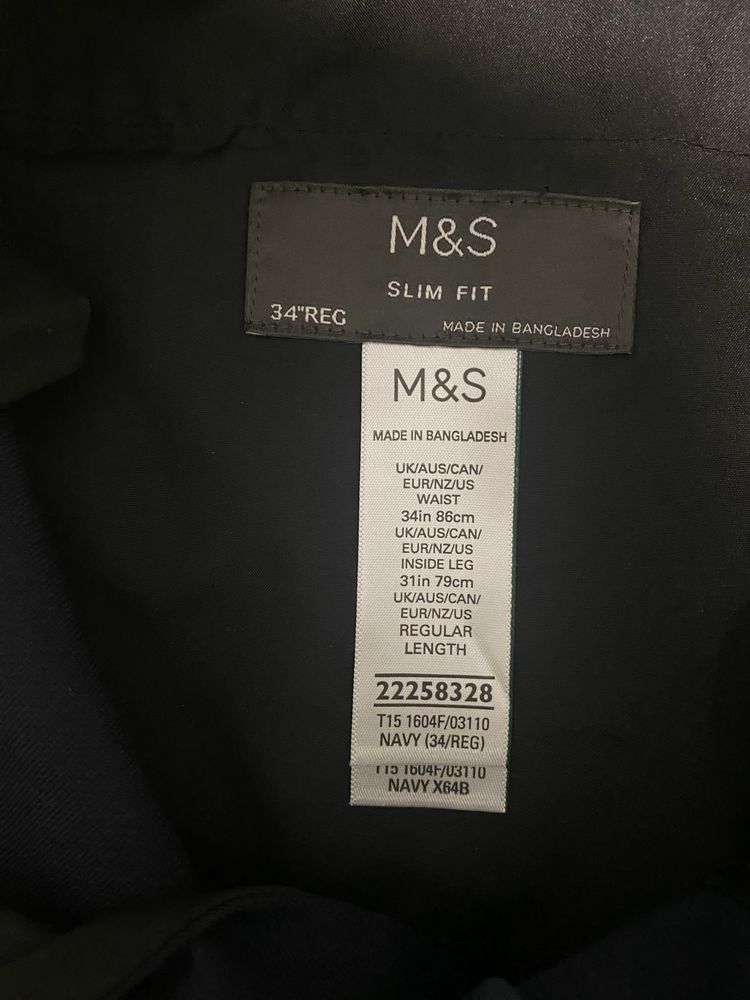 M&S
SLIM FIT
34"REG
MADE IN BANGLADESH
M&S
MADE IN BANGLADESH
UK/AUS/CAN/
EUR/NZ/US
WAIST
34in 86cm
UK/AUS/CAN/
EUR/NZ/US
INSIDE LEG
31in 79cm
UK/AUS/CAN/
EUR/NZ/US
REGULAR
LENGTH
22258328
T15 1604F/03110
NAVY (34/REG)
T15 1604F/03110
NAVY X64B